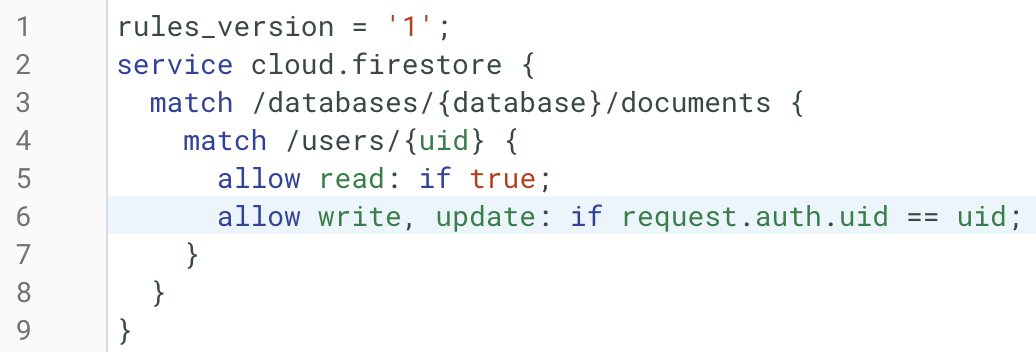 1 rules_version = '1';
2 service cloud.firestore {
3   match /databases/{database}/documents {
4     match /users/{uid} {
5       allow read: if true;
6       allow write, update: if request.auth.uid == uid;
7     }
8   }
9 }